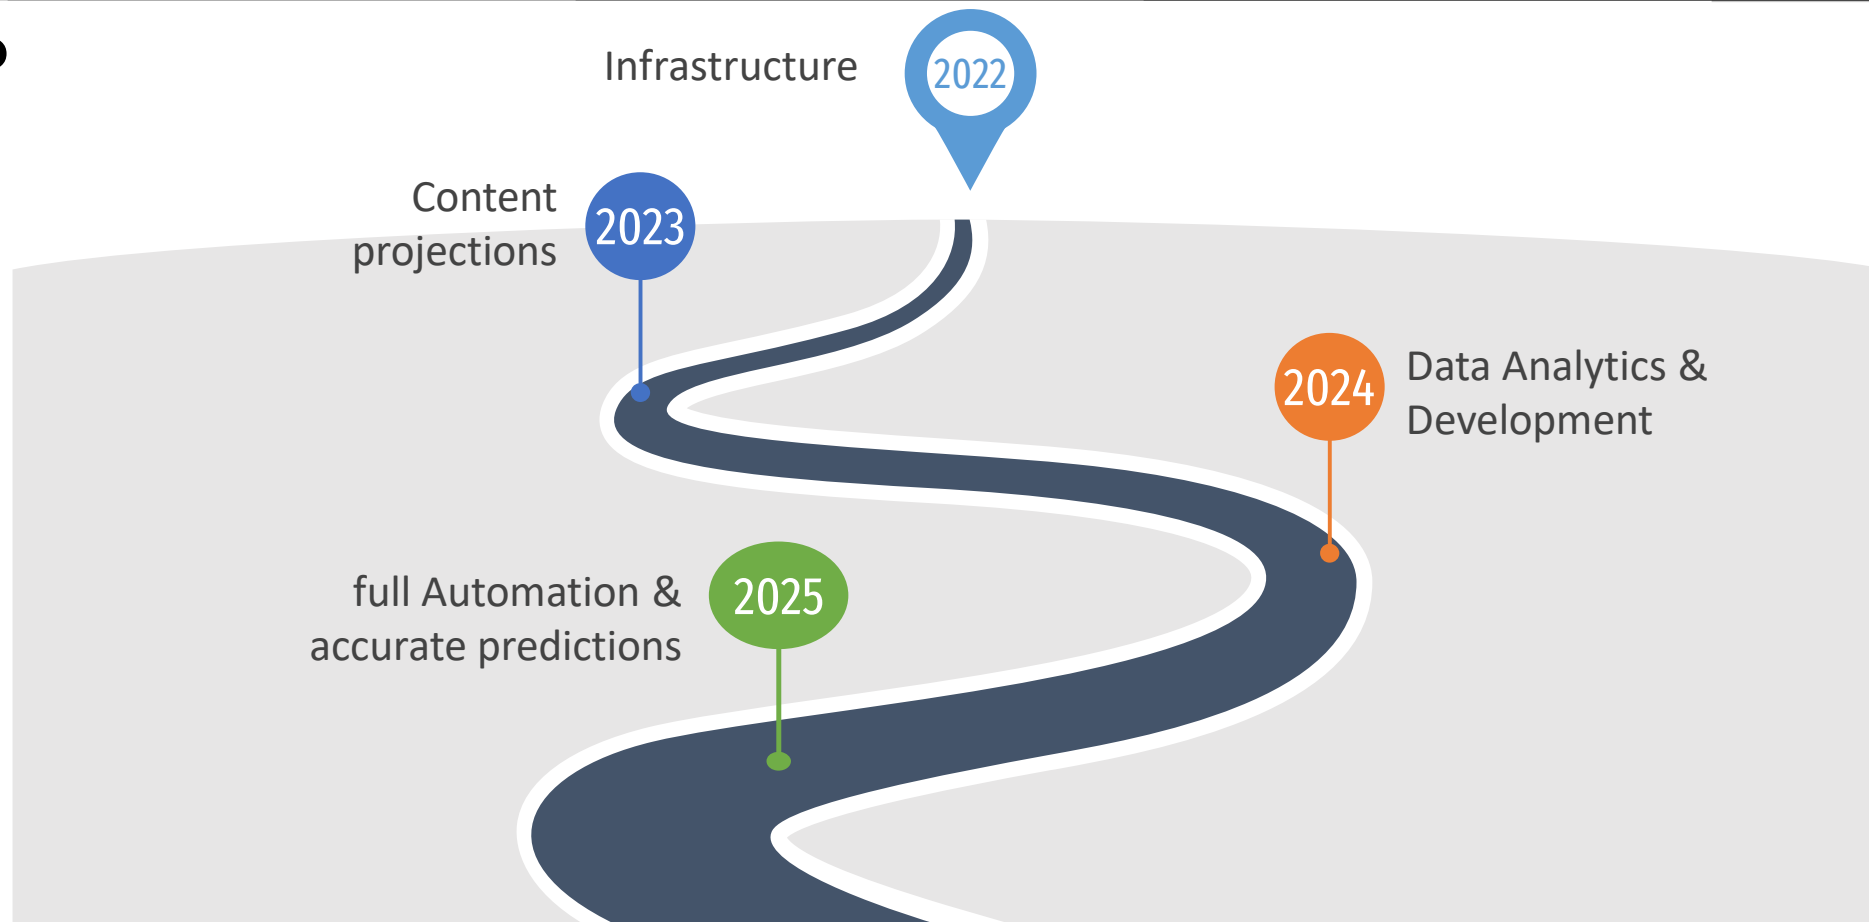 Infrastructure
2022
Content
projections
2023
2024
Data Analytics &
Development
full Automation &
accurate predictions
2025